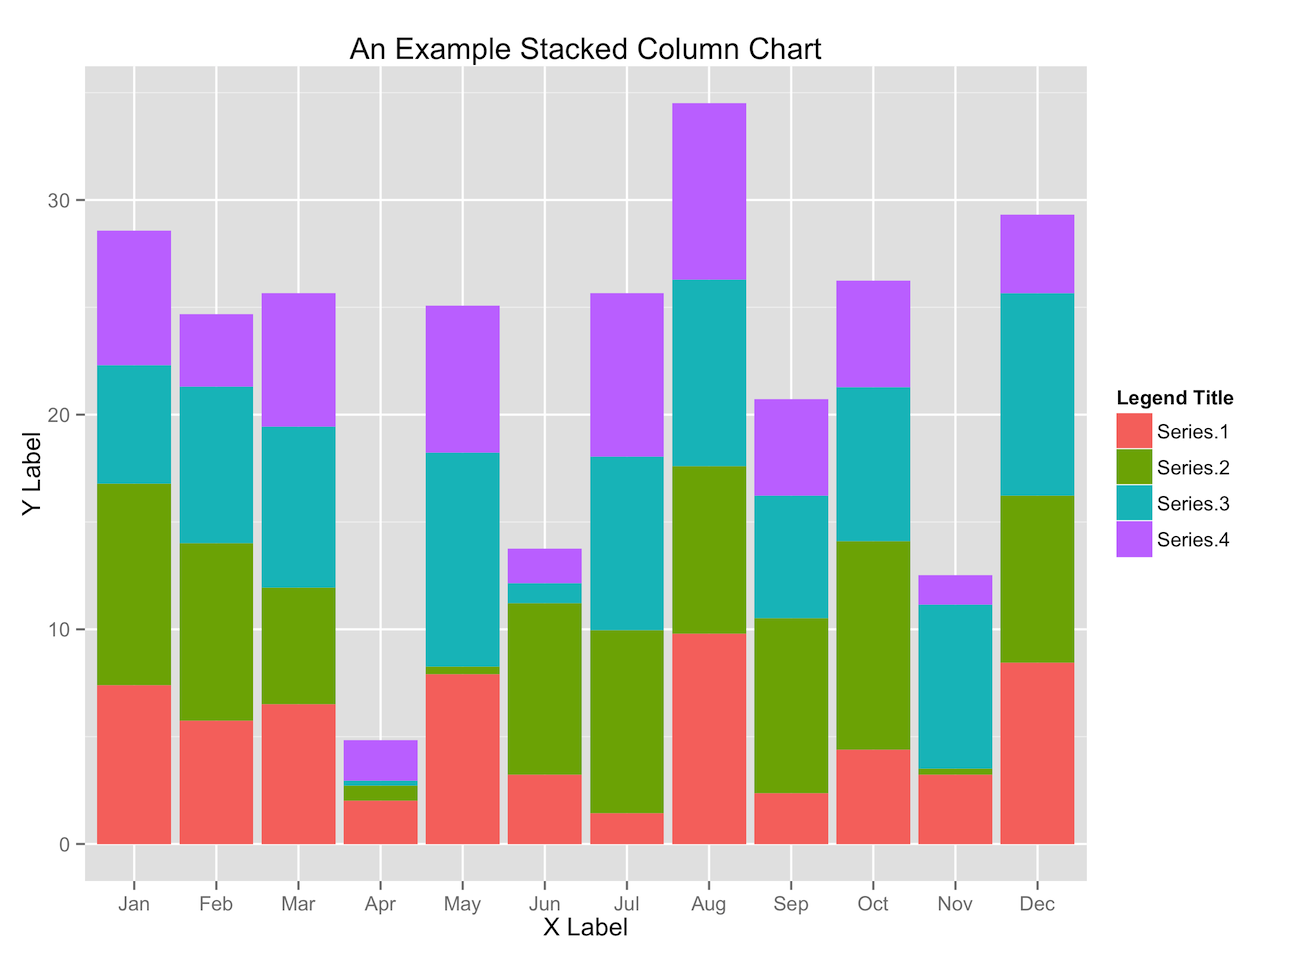 An Example Stacked Column Chart
Y Label
30
20
10
0
Jan Feb Mar Apr May Jun Jul Aug Sep Oct Nov Dec
X Label
Legend Title
Series.1
Series.2
Series.3
Series.4